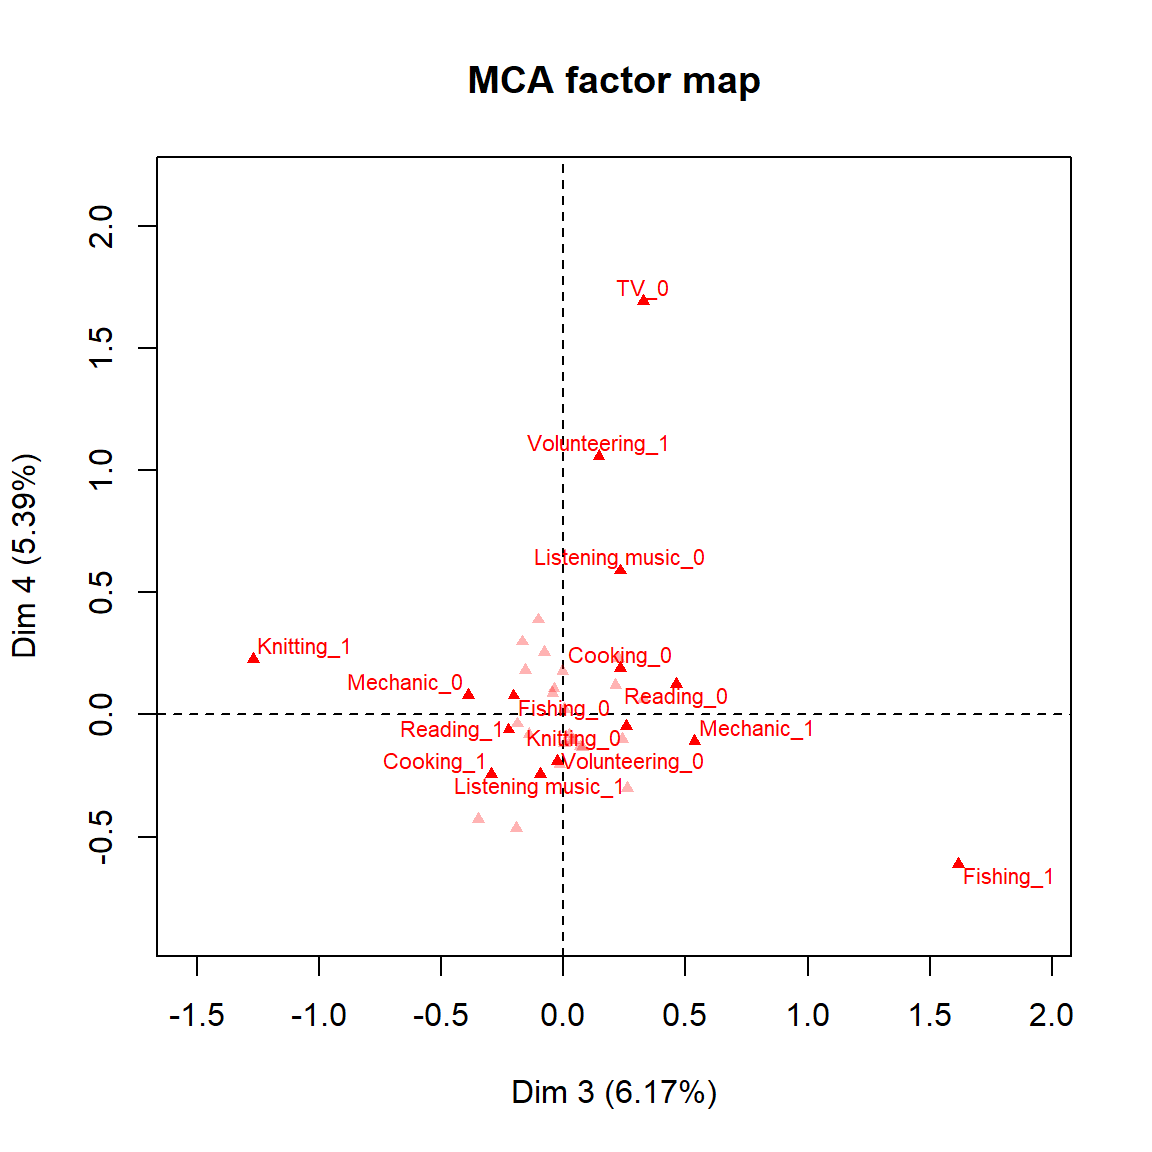 MCA factor map
Dim 4 (5.39%)
2.0
1.5
1.0
0.5
0.0
-0.5
TV_0
Volunteering_1
Listening music_0
Knitting_1
Cooking_0
Mechanic_0
Reading_0
Fishing_0
Reading_1
Mechanic_1
Knitting_0
Cooking_1
Volunteering_0
Listening music_1
Fishing_1
-1.5 -1.0 -0.5 0.0 0.5 1.0 1.5 2.0
Dim 3 (6.17%)